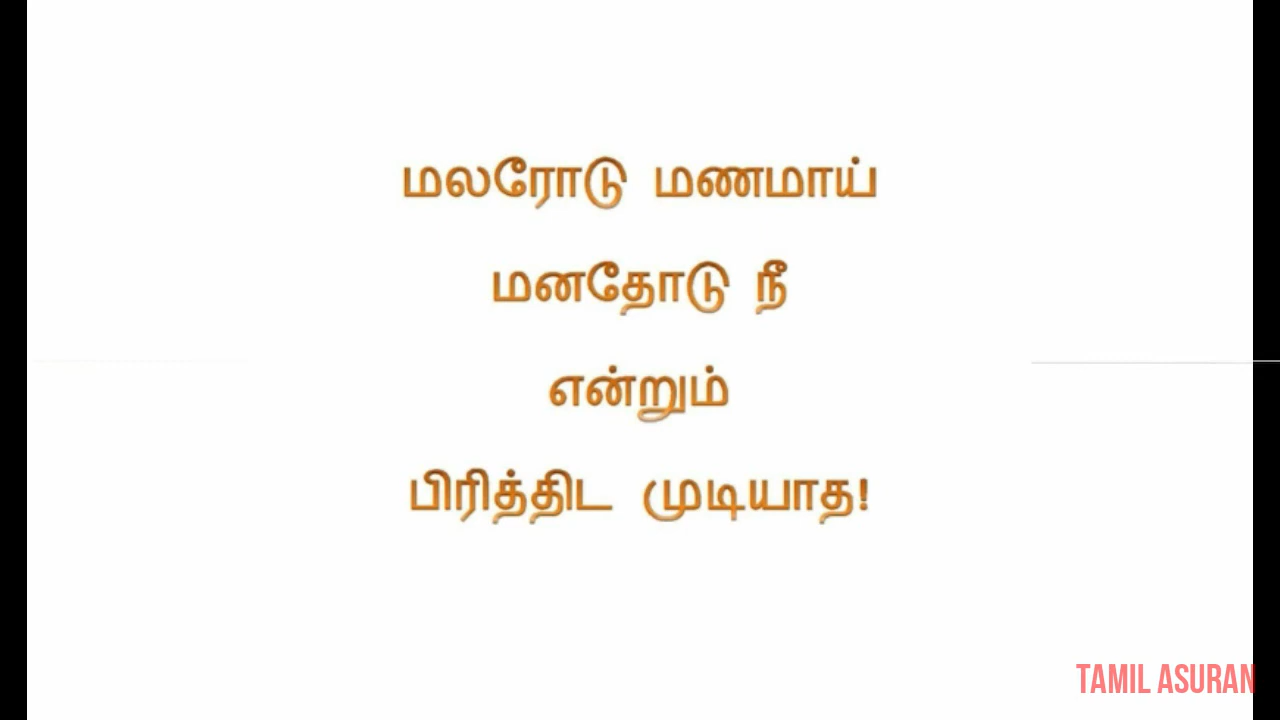 மலரோடு மணமாய்
மனதோடு நீ
என்றும்
பிரித்திட முடியாத!
TAMIL ASURAN